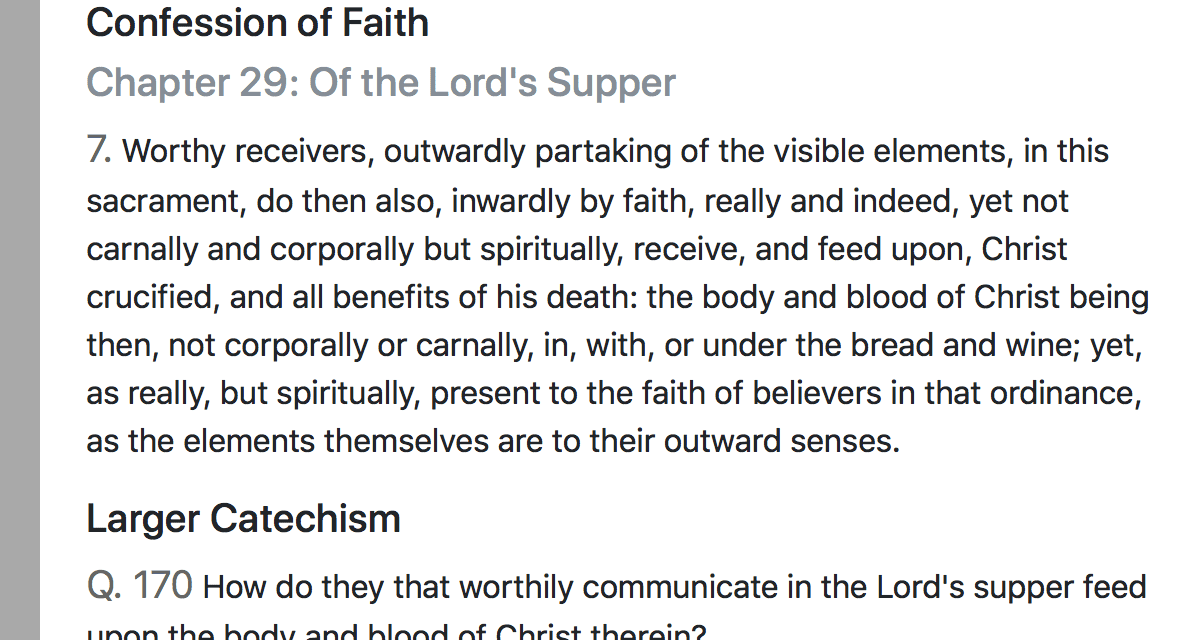 Confession of Faith
Chapter 29: Of the Lord's Supper
7. Worthy receivers, outwardly partaking of the visible elements, in this
sacrament, do then also, inwardly by faith, really and indeed, yet not
carnally and corporally but spiritually, receive, and feed upon, Christ
crucified, and all benefits of his death: the body and blood of Christ being
then, not corporally or carnally, in, with, or under the bread and wine; yet,
as really, but spiritually, present to the faith of believers in that ordinance,
as the elements themselves are to their outward senses.
Larger Catechism
Q. 170 How do they that worthily communicate in the Lord's supper feed
upon the body and blood of Christ therein?